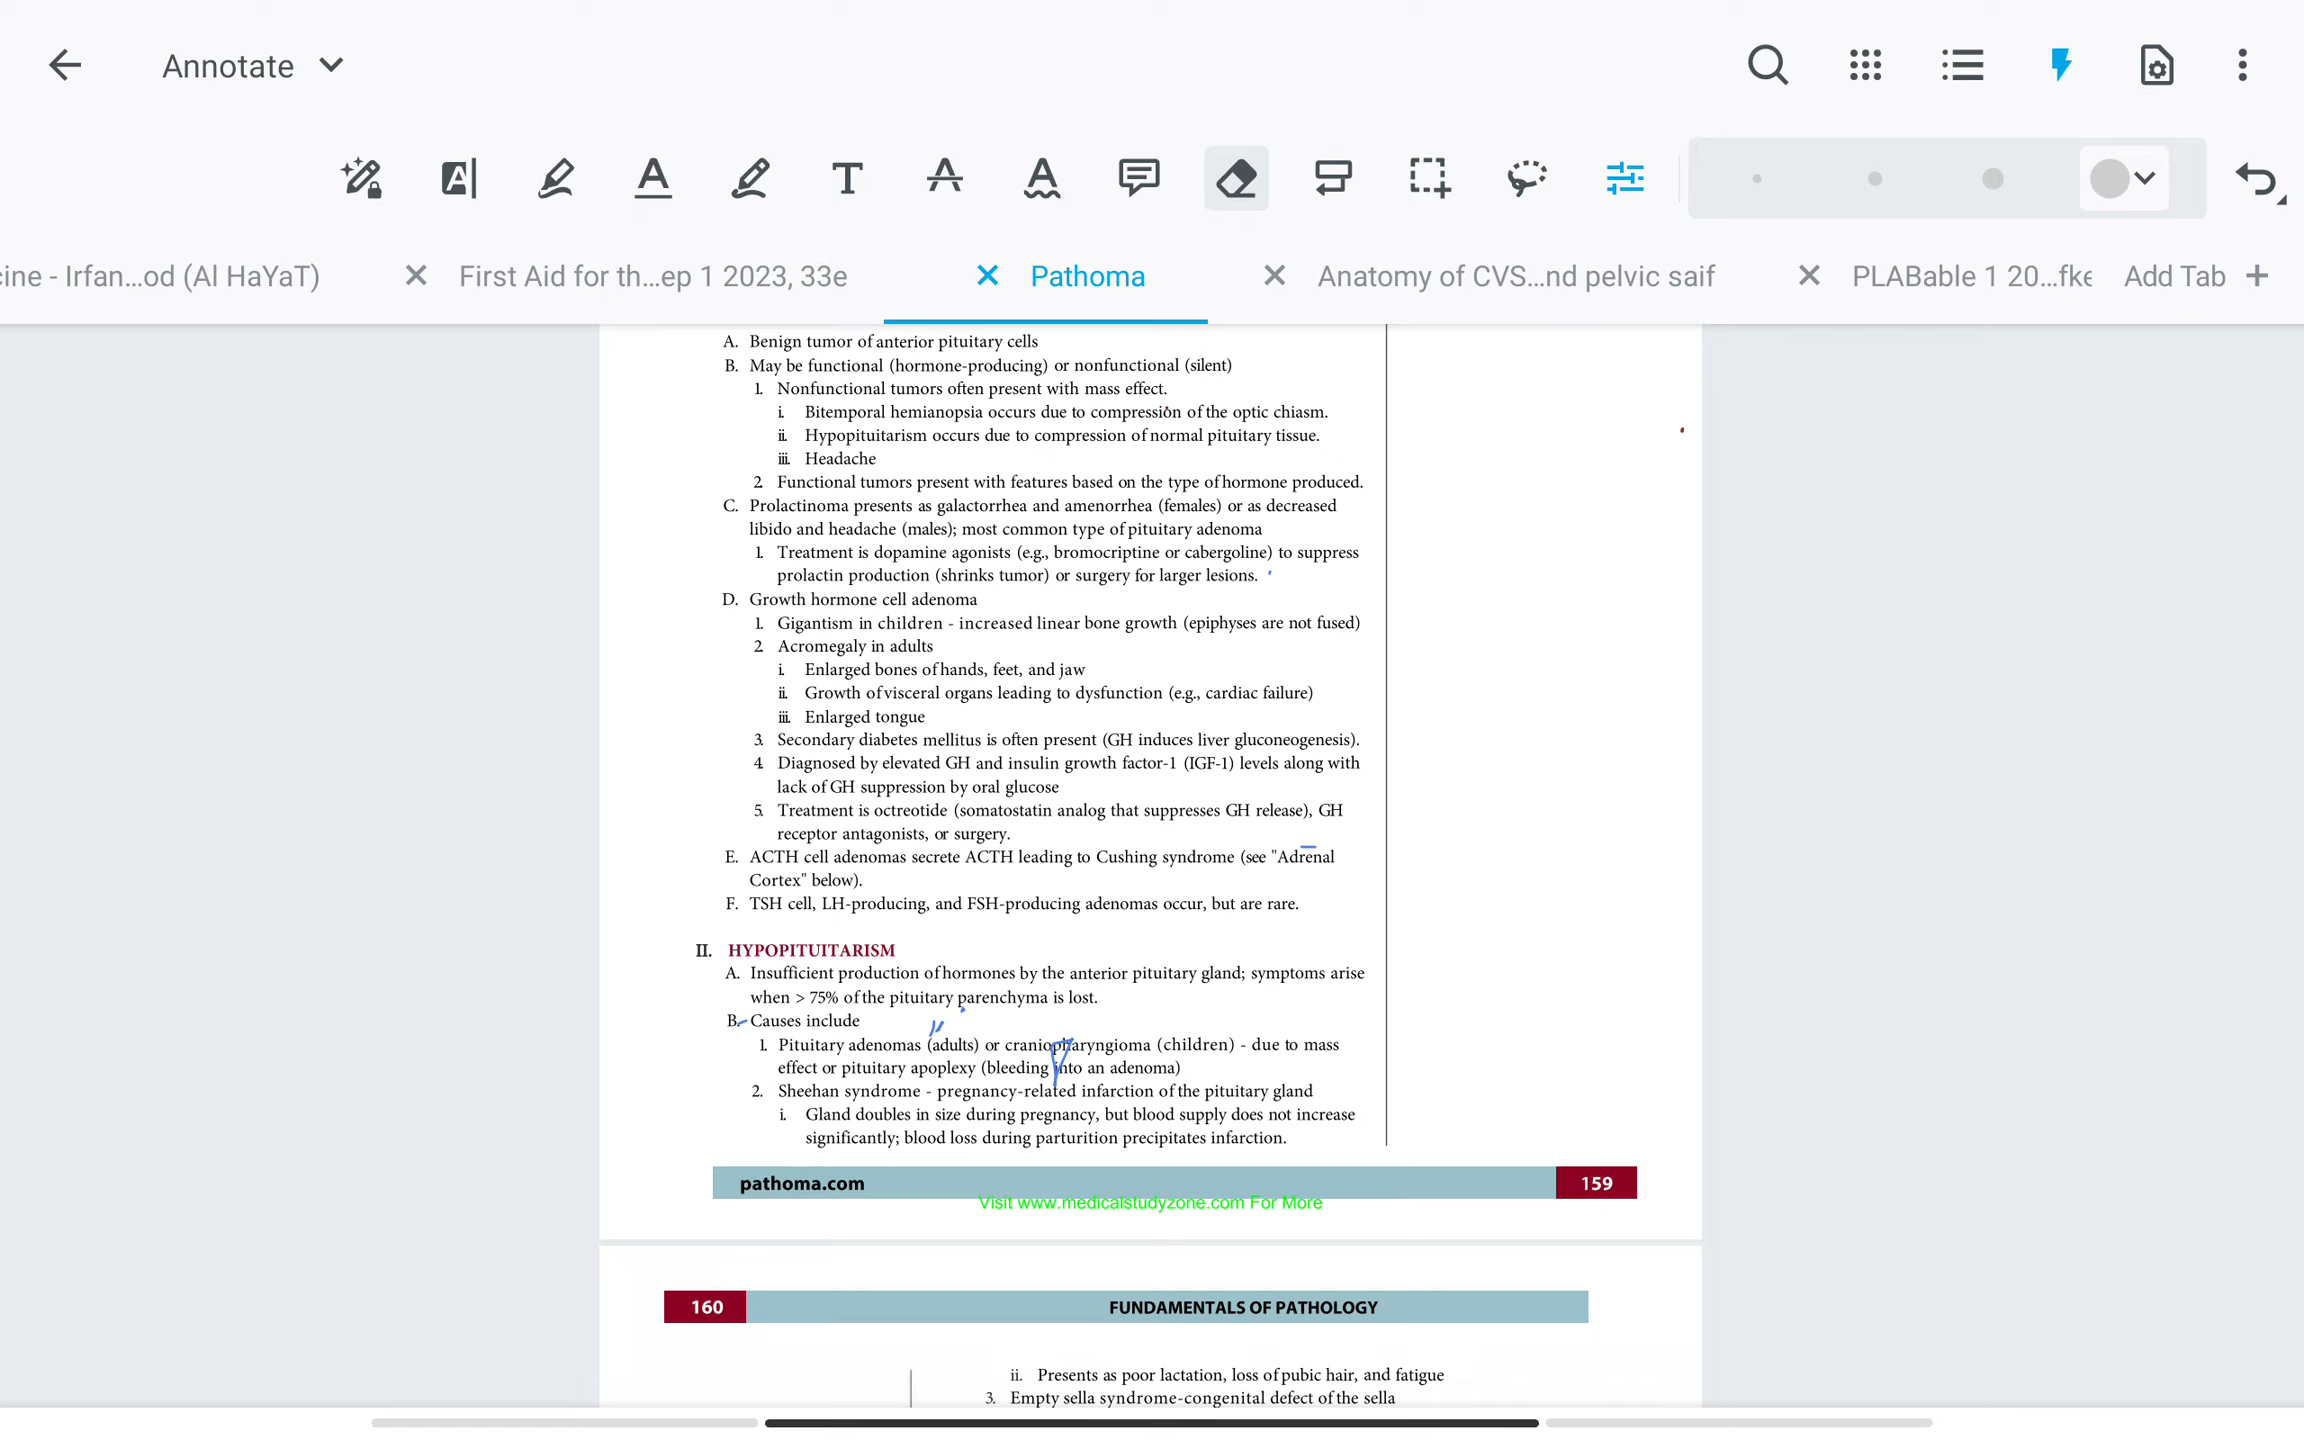 Annotate
cine - Irfan...od (Al HaYaT)
First Aid for th...ep 1 2023, 33e
Pathoma
Anatomy of CVS...nd pelvic saif
PLABable 1 20...fke
Add Tab
A. Benign tumor of anterior pituitary cells
B. May be functional (hormone-producing) or nonfunctional (silent)
1. Nonfunctional tumors often present with mass effect.
i. Bitemporal hemianopsia occurs due to compression of the optic chiasm.
ii. Hypopituitarism occurs due to compression of normal pituitary tissue.
iii. Headache
2. Functional tumors present with features based on the type of hormone produced.
C. Prolactinoma presents as galactorrhea and amenorrhea (females) or as decreased
libido and headache (males); most common type of pituitary adenoma
1. Treatment is dopamine agonists (e.g., bromocriptine or cabergoline) to suppress
prolactin production (shrinks tumor) or surgery for larger lesions.
D. Growth hormone cell adenoma
1. Gigantism in children - increased linear bone growth (epiphyses are not fused)
2. Acromegaly in adults
i. Enlarged bones of hands, feet, and jaw
ii. Growth of visceral organs leading to dysfunction (e.g., cardiac failure)
iii. Enlarged tongue
3. Secondary diabetes mellitus is often present (GH induces liver gluconeogenesis).
4. Diagnosed by elevated GH and insulin growth factor-1 (IGF-1) levels along with
lack of GH suppression by oral glucose
5. Treatment is octreotide (somatostatin analog that suppresses GH release), GH
receptor antagonists, or surgery.
E. ACTH cell adenomas secrete ACTH leading to Cushing syndrome (see "Adrenal
Cortex" below).
F. TSH cell, LH-producing, and FSH-producing adenomas occur, but are rare.
II. HYPOPITUITARISM
A. Insufficient production of hormones by the anterior pituitary gland; symptoms arise
when > 75% of the pituitary parenchyma is lost.
B. Causes include
1. Pituitary adenomas (adults) or craniopharyngioma (children) - due to mass
effect or pituitary apoplexy (bleeding into an adenoma)
2. Sheehan syndrome - pregnancy-related infarction of the pituitary gland
i. Gland doubles in size during pregnancy, but blood supply does not increase
significantly; blood loss during parturition precipitates infarction.
pathoma.com
159
Visit www.medicalstudyzone.com For More
160
FUNDAMENTALS OF PATHOLOGY
ii. Presents as poor lactation, loss of pubic hair, and fatigue
3. Empty sella syndrome-congenital defect of the sella